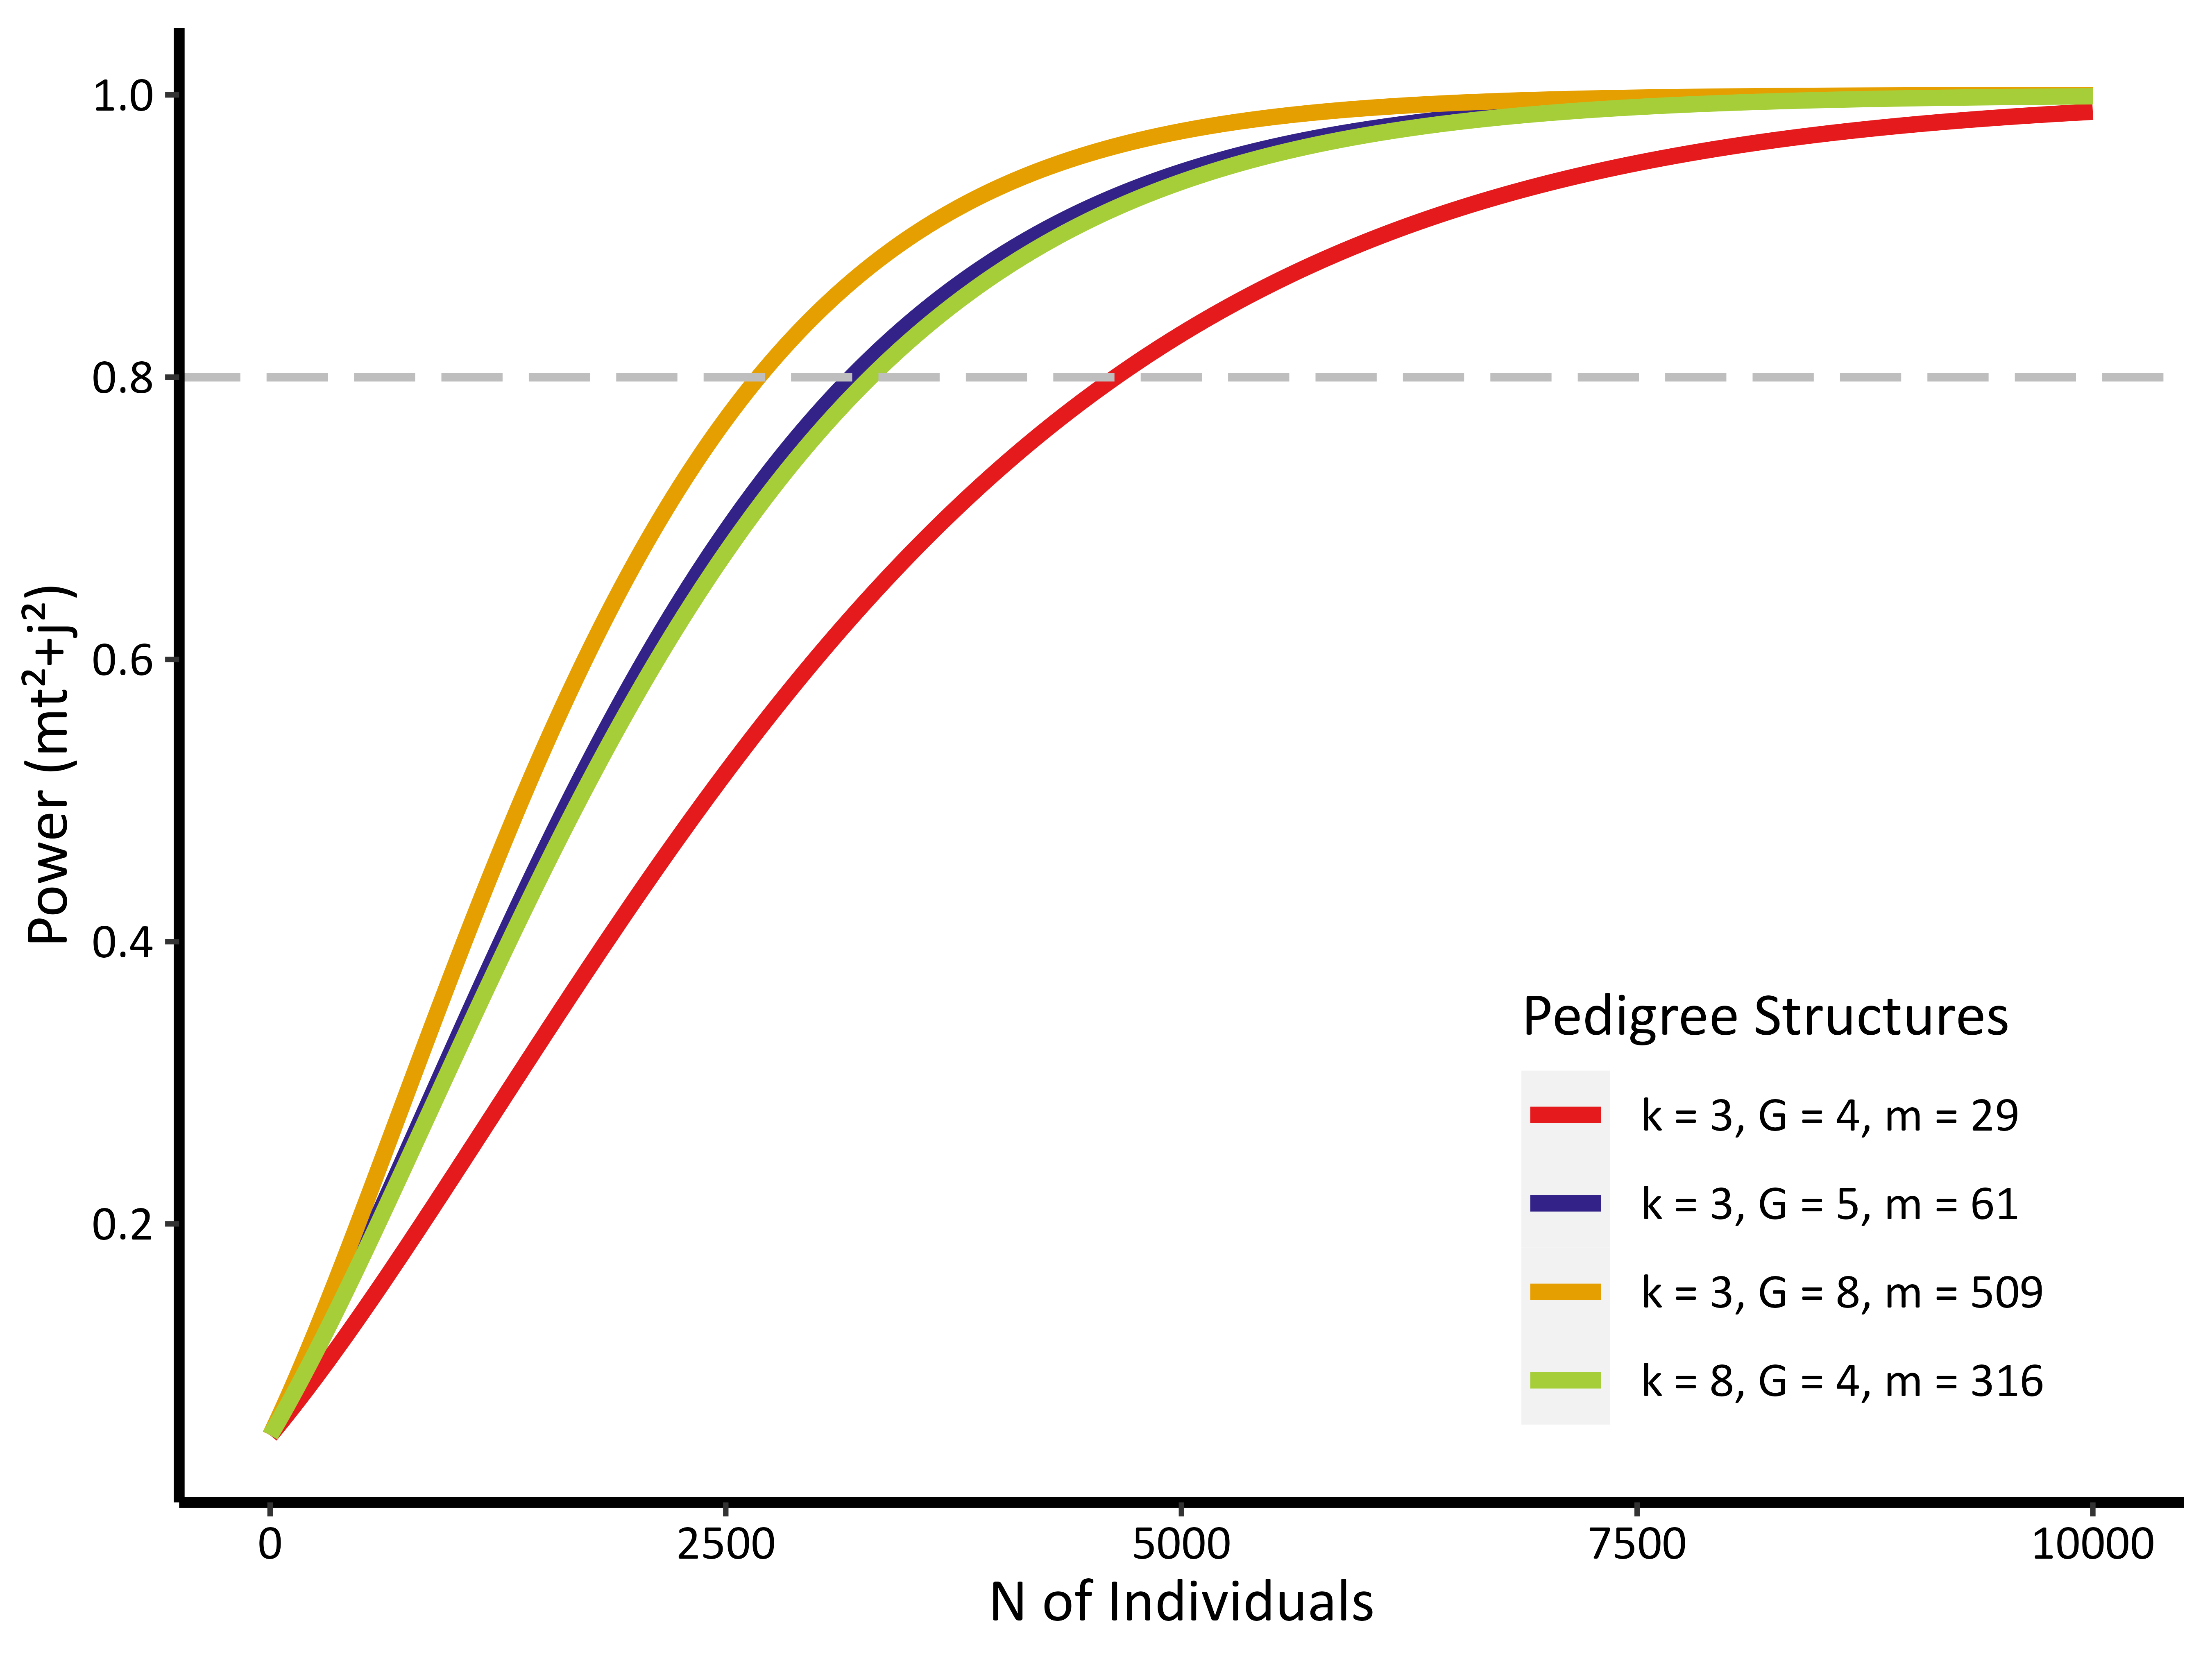 1.0
0.8
0.6
0.4
0.2
Power (mt²+j²)
0
2500
5000
7500
10000
N of Individuals
Pedigree Structures
k = 3, G = 4, m = 29
k = 3, G = 5, m = 61
k = 3, G = 8, m = 509
k = 8, G = 4, m = 316